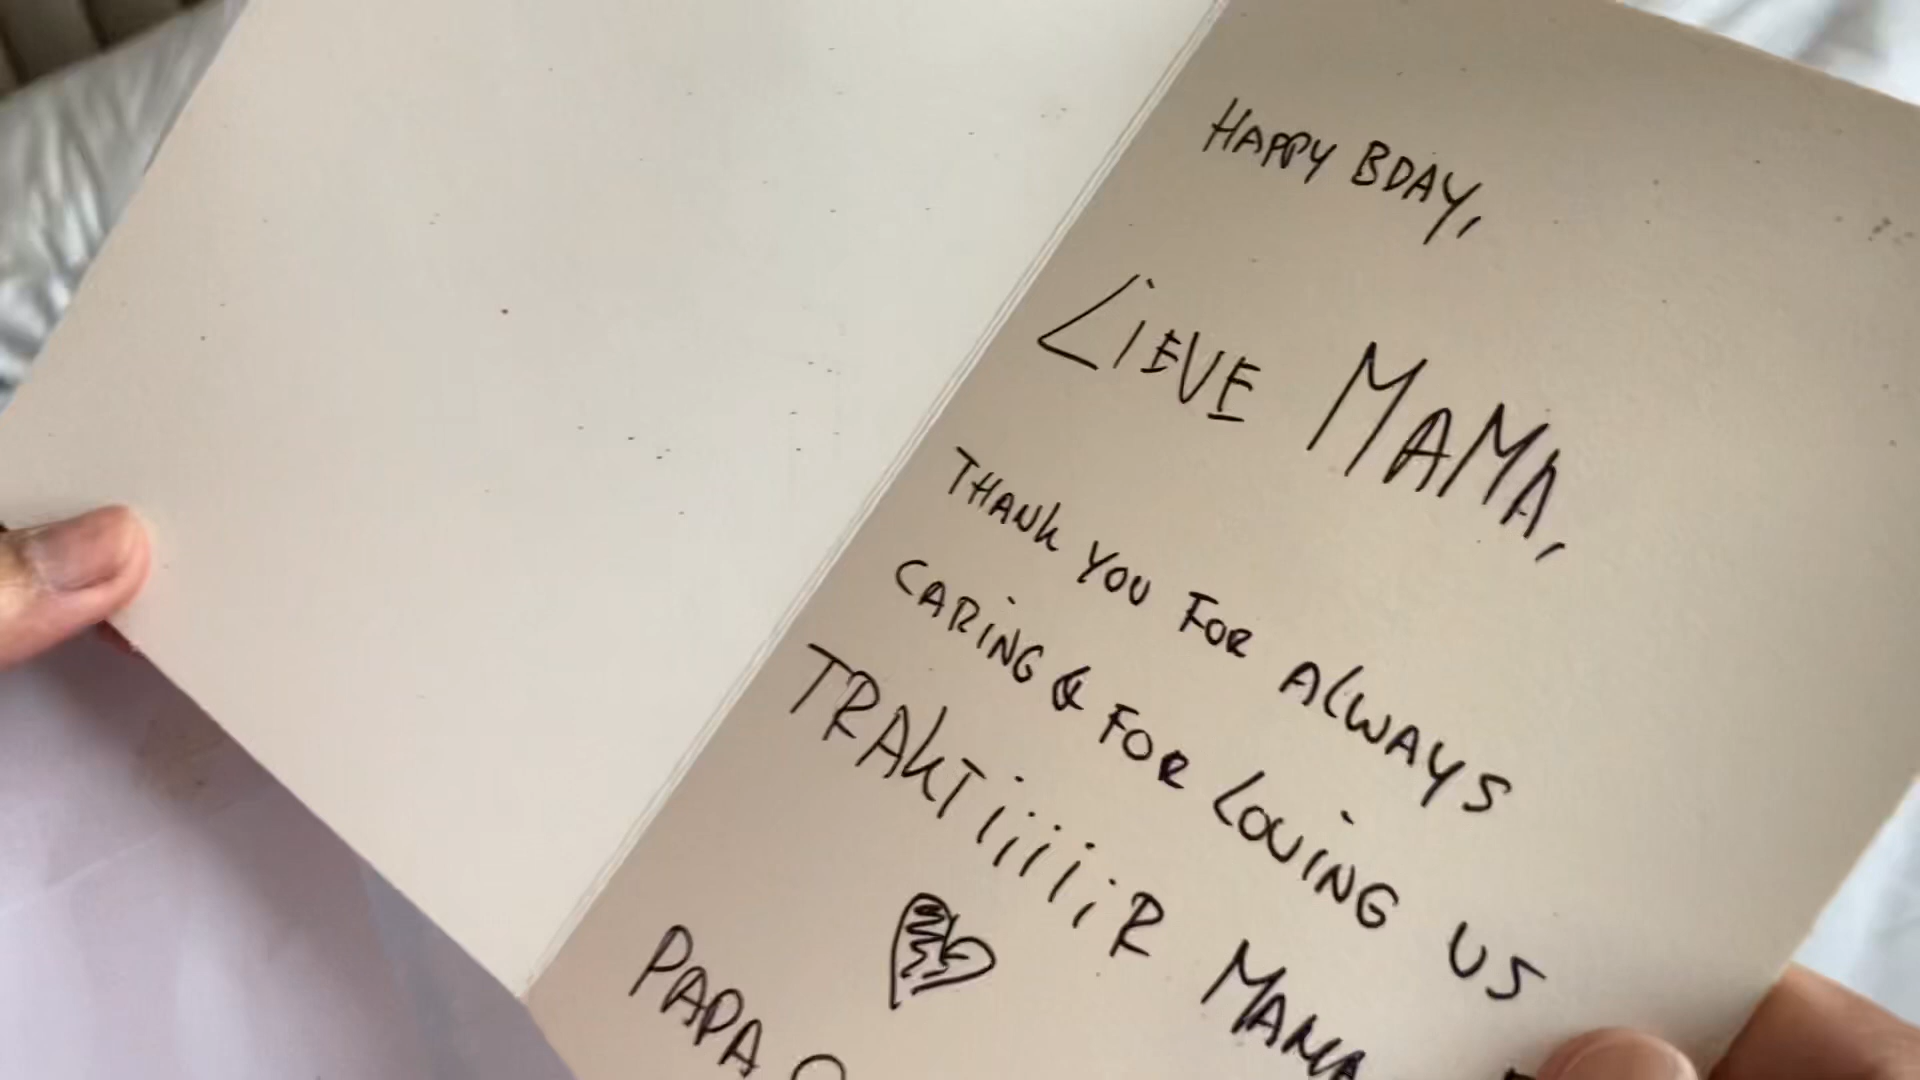 HAPPY BDAY,
LIEVE MAMA,
THANK YOU FOR ALWAYS
CARING & FOR LOVING US
TRAKTiiiiiR MAMA
PAPA